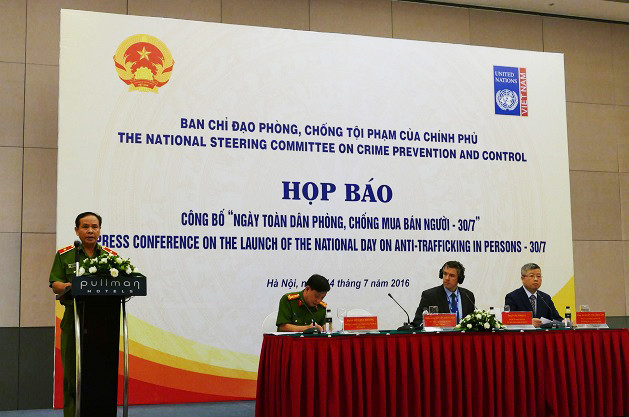 UNITED
NATIONS
VIETNAM
BAN CHỈ ĐẠO PHÒNG, CHỐNG TỘI PHẠM CỦA CHÍNH PHỦ
THE NATIONAL STEERING COMMITTEE ON CRIME PREVENTION AND CONTROL
HỌP BÁO
CÔNG BỐ "NGÀY TOÀN DÂN PHÒNG, CHỐNG MUA BÁN NGƯỜI - 30/7"
PRESS CONFERENCE ON THE LAUNCH OF THE NATIONAL DAY ON ANTI-TRAFFICKING IN PERSONS - 30/7
Hà Nội, 14 tháng 7 năm 2016
pullman
HOTELS